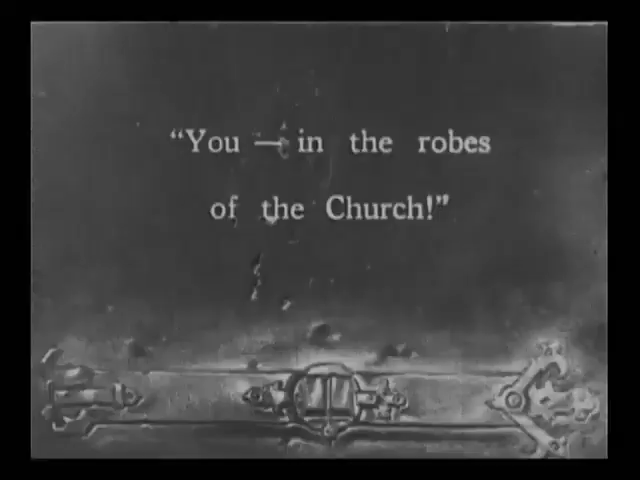 “You — in the robes
of the Church!”